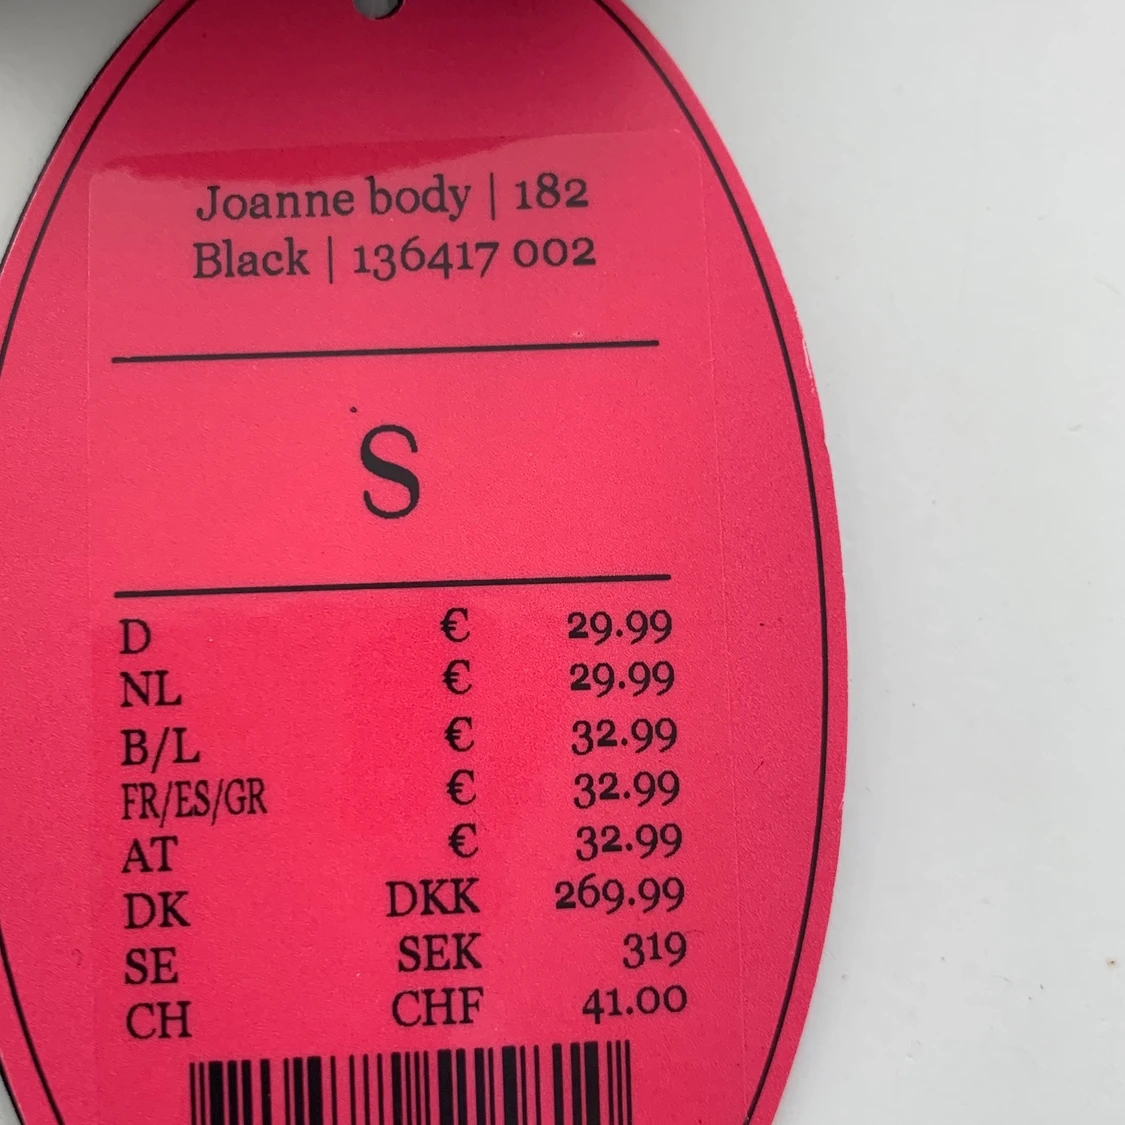 Joanne body | 182
Black | 136417 002
S
D € 29.99
NL € 29.99
B/L € 32.99
FR/ES/GR € 32.99
AT € 32.99
DK DKK 269.99
SE SEK 319
CH CHF 41.00